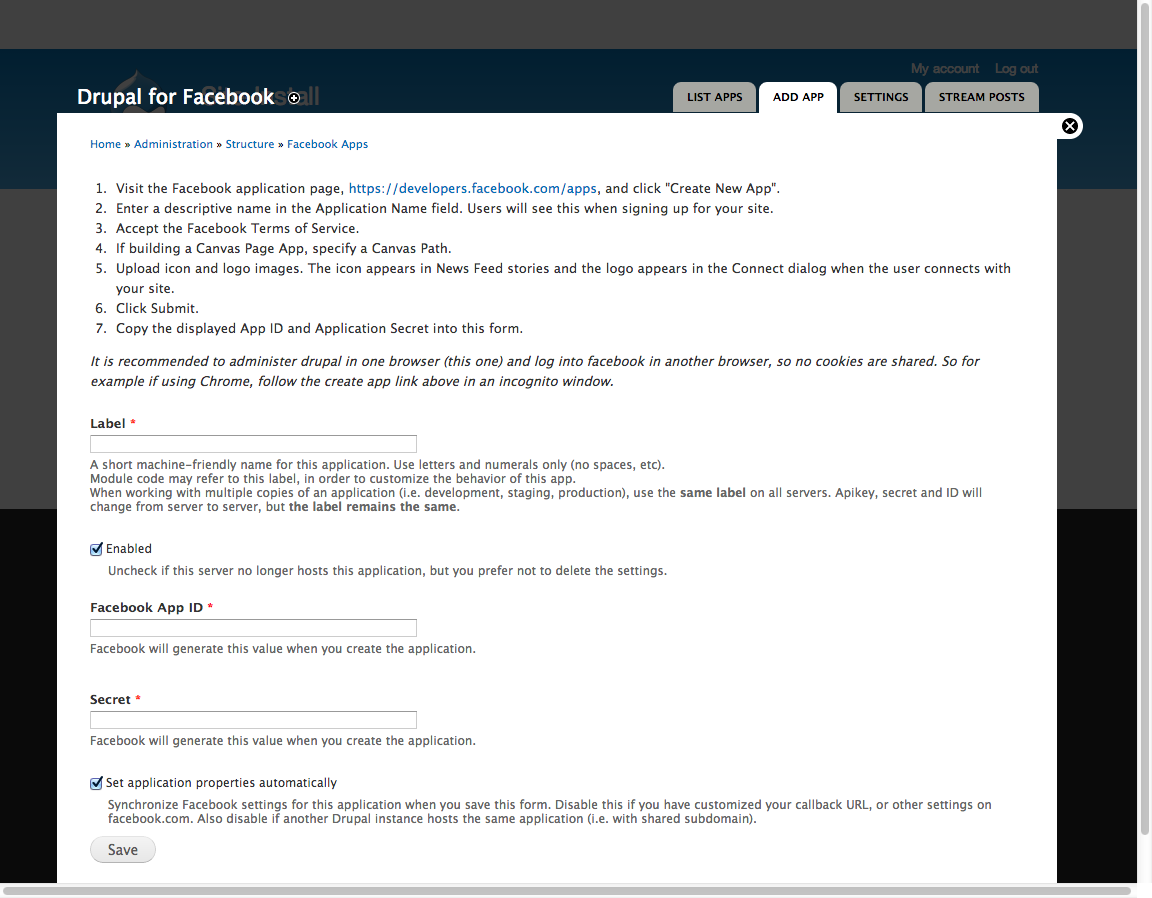 My account Log out
Drupal for Facebook
Site-Install
LIST APPS ADD APP SETTINGS STREAM POSTS
Home » Administration » Structure » Facebook Apps
1. Visit the Facebook application page, https://developers.facebook.com/apps, and click "Create New App".
2. Enter a descriptive name in the Application Name field. Users will see this when signing up for your site.
3. Accept the Facebook Terms of Service.
4. If building a Canvas Page App, specify a Canvas Path.
5. Upload icon and logo images. The icon appears in News Feed stories and the logo appears in the Connect dialog when the user connects with
your site.
6. Click Submit.
7. Copy the displayed App ID and Application Secret into this form.
It is recommended to administer drupal in one browser (this one) and log into facebook in another browser, so no cookies are shared. So for
example if using Chrome, follow the create app link above in an incognito window.
Label *
A short machine-friendly name for this application. Use letters and numerals only (no spaces, etc).
Module code may refer to this label, in order to customize the behavior of this app.
When working with multiple copies of an application (i.e. development, staging, production), use the same label on all servers. Apikey, secret and ID will
change from server to server, but the label remains the same.
Enabled
Uncheck if this server no longer hosts this application, but you prefer not to delete the settings.
Facebook App ID *
Facebook will generate this value when you create the application.
Secret *
Facebook will generate this value when you create the application.
Set application properties automatically
Synchronize Facebook settings for this application when you save this form. Disable this if you have customized your callback URL, or other settings on
facebook.com. Also disable if another Drupal instance hosts the same application (i.e. with shared subdomain).
Save